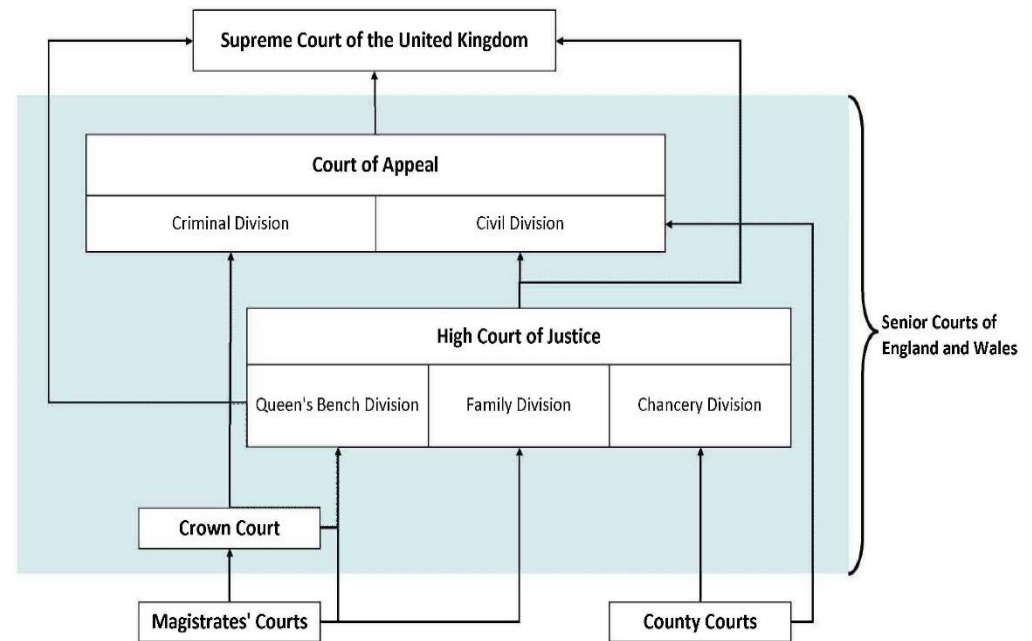 Supreme Court of the United Kingdom
Court of Appeal
Criminal Division
Civil Division
High Court of Justice
Queen's Bench Division
Family Division
Chancery Division
Senior Courts of
England and Wales
Crown Court
Magistrates' Courts
County Courts